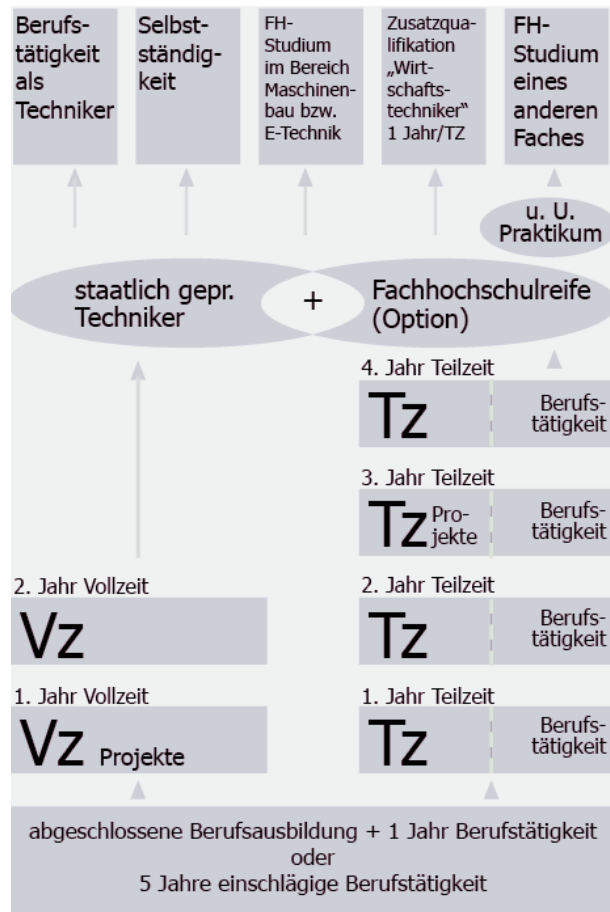 Berufs-
tätigkeit
als
Techniker
Selbst-
ständig-
keit
FH-
Studium
im Bereich
Maschinen-
bau bzw.
E-Technik
Zusatzqua-
lifikation
„Wirt-
schafts-
techniker“
1 Jahr/TZ
FH-
Studium
eines
anderen
Faches
u. U.
Praktikum
staatlich gepr.
Techniker
+
Fachhochschulreife
(Option)
4. Jahr Teilzeit
Tz
Berufs-
tätigkeit
3. Jahr Teilzeit
Tz
Pro-
jekte
Berufs-
tätigkeit
2. Jahr Vollzeit
Vz
2. Jahr Teilzeit
Tz
Berufs-
tätigkeit
1. Jahr Vollzeit
Vz Projekte
1. Jahr Teilzeit
Tz
Berufs-
tätigkeit
abgeschlossene Berufsausbildung + 1 Jahr Berufstätigkeit
oder
5 Jahre einschlägige Berufstätigkeit